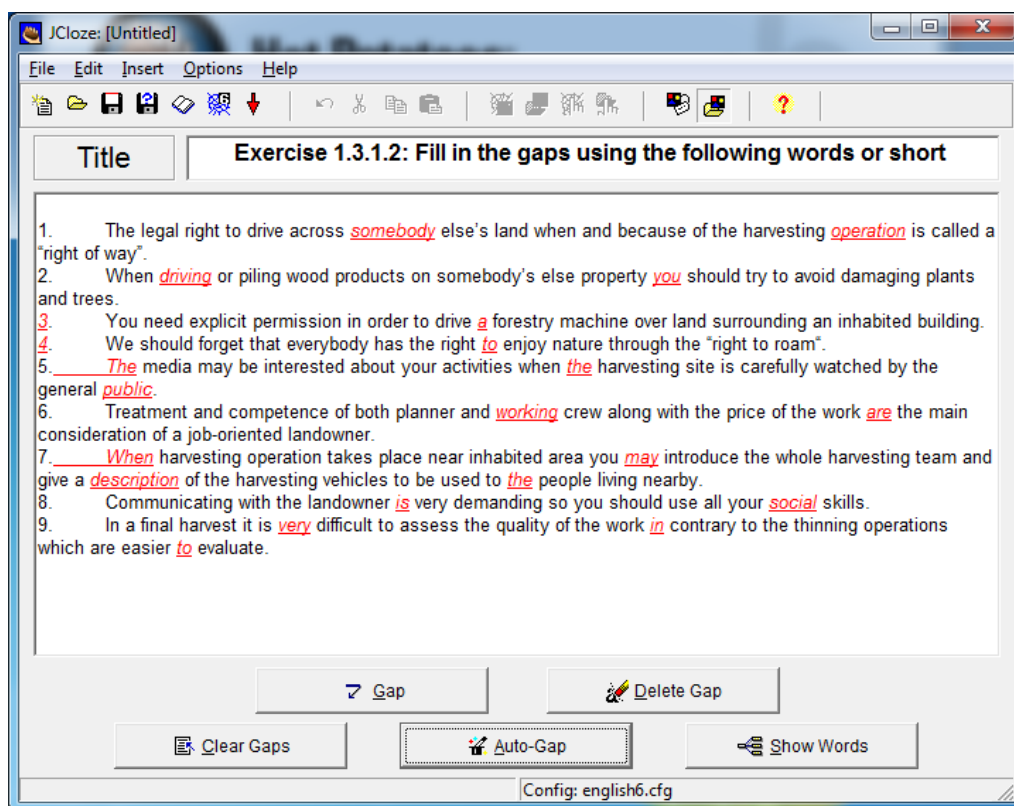 JCloze: [Untitled]
File Edit Insert Options Help
Title
Exercise 1.3.1.2: Fill in the gaps using the following words or short
1. The legal right to drive across somebody else's land when and because of the harvesting operation is called a
"right of way".
2. When driving or piling wood products on somebody's else property you should try to avoid damaging plants
and trees.
3. You need explicit permission in order to drive a forestry machine over land surrounding an inhabited building.
4. We should forget that everybody has the right to enjoy nature through the "right to roam".
5. The media may be interested about your activities when the harvesting site is carefully watched by the
general public.
6. Treatment and competence of both planner and working crew along with the price of the work are the main
consideration of a job-oriented landowner.
7. When harvesting operation takes place near inhabited area you may introduce the whole harvesting team and
give a description of the harvesting vehicles to be used to the people living nearby.
8. Communicating with the landowner is very demanding so you should use all your social skills.
9. In a final harvest it is very difficult to assess the quality of the work in contrary to the thinning operations
which are easier to evaluate.
Gap
Delete Gap
Clear Gaps
Auto-Gap
Show Words
Config: english6.cfg